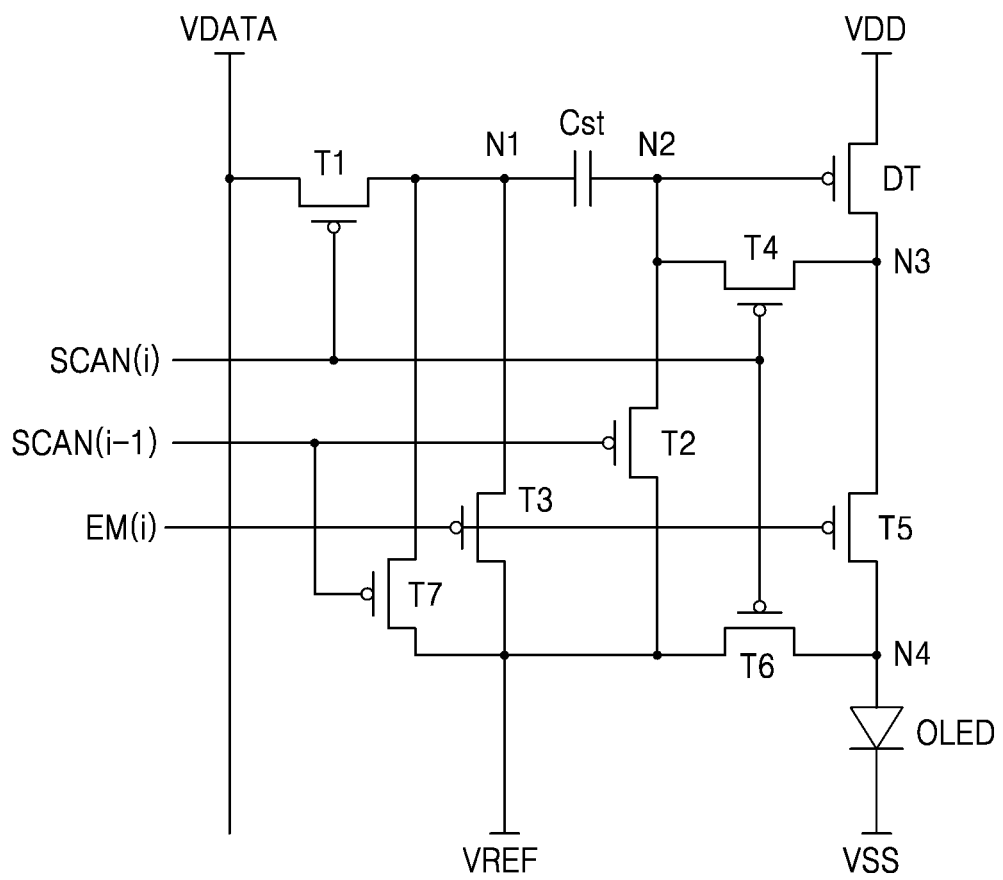 VDATA
VDD
T1
N1
Cst
N2
DT
T4
N3
SCAN(i)
SCAN(i-1)
T2
T3
EM(i)
T5
T7
T6
N4
OLED
VREF
VSS